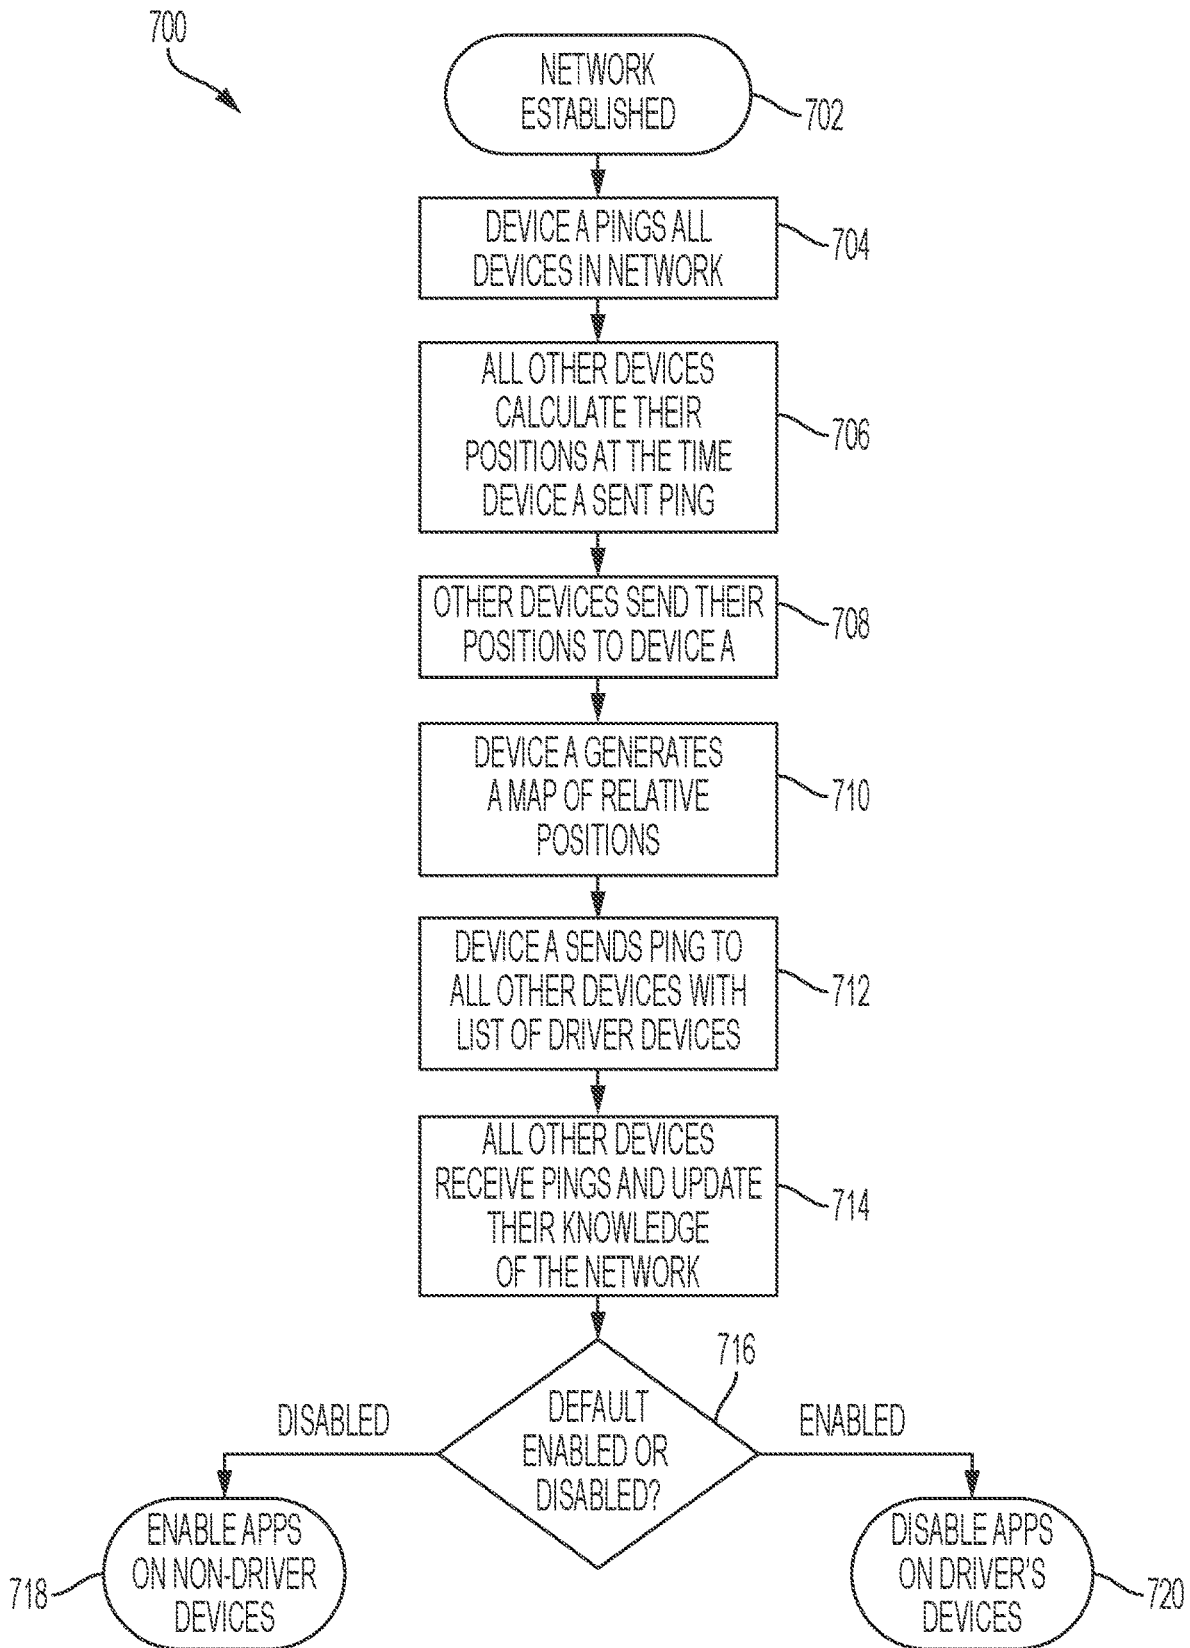 700
NETWORK
ESTABLISHED
702
DEVICE A PINGS ALL
DEVICES IN NETWORK
704
ALL OTHER DEVICES
CALCULATE THEIR
POSITIONS AT THE TIME
DEVICE A SENT PING
706
OTHER DEVICES SEND THEIR
POSITIONS TO DEVICE A
708
DEVICE A GENERATES
A MAP OF RELATIVE
POSITIONS
710
DEVICE A SENDS PING TO
ALL OTHER DEVICES WITH
LIST OF DRIVER DEVICES
712
ALL OTHER DEVICES
RECEIVE PINGS AND UPDATE
THEIR KNOWLEDGE
OF THE NETWORK
714
716
DEFAULT
ENABLED OR
DISABLED?
DISABLED
ENABLED
ENABLE APPS
ON NON-DRIVER
DEVICES
718
DISABLE APPS
ON DRIVER'S
DEVICES
720